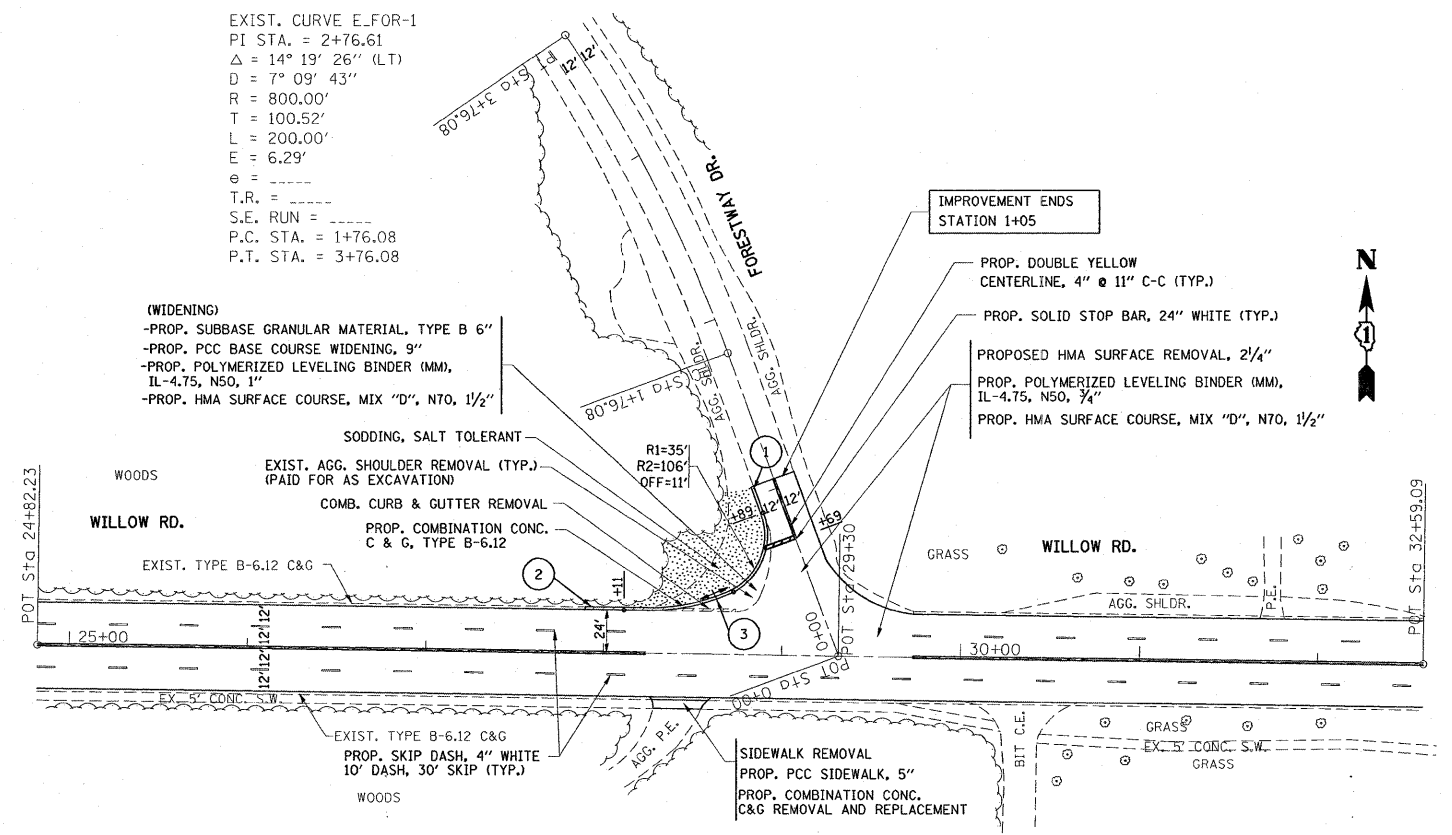 EXIST. CURVE E_FOR-1
PI STA. = 2+76.61
Δ = 14° 19' 26" (LT)
D = 7° 09' 43"
R = 800.00'
T = 100.52'
L = 200.00'
E = 6.29'
e = _____
T.R. = _____
S.E. RUN = _____
P.C. STA. = 1+76.08
P.T. STA. = 3+76.08
12' 12'
PT Sta 3+76.08
FORESTWAY DR.
IMPROVEMENT ENDS
STATION 1+05
PROP. DOUBLE YELLOW
CENTERLINE, 4" @ 11" C-C (TYP.)
N
1
PROP. SOLID STOP BAR, 24" WHITE (TYP.)
(WIDENING)
-PROP. SUBBASE GRANULAR MATERIAL, TYPE B 6"
-PROP. PCC BASE COURSE WIDENING, 9"
-PROP. POLYMERIZED LEVELING BINDER (MM),
IL-4.75, N50, 1"
-PROP. HMA SURFACE COURSE, MIX "D", N70, 1½"
PROPOSED HMA SURFACE REMOVAL, 2¼"
PROP. POLYMERIZED LEVELING BINDER (MM),
IL-4.75, N50, ¾"
PROP. HMA SURFACE COURSE, MIX "D", N70, 1½"
AGG. SHLDR.
AGG. SHLDR.
Sta 1+76.08
SODDING, SALT TOLERANT
EXIST. AGG. SHOULDER REMOVAL (TYP.)
(PAID FOR AS EXCAVATION)
COMB. CURB & GUTTER REMOVAL
PROP. COMBINATION CONC.
C & G, TYPE B-6.12
R1=35'
R2=106'
OFF=11'
1
+89
12' 12'
+69
WOODS
WILLOW RD.
POT Sta 24+82.23
EXIST. TYPE B-6.12 C&G
2
+11
3
24'
POT Sta 29+30
0+00
POT Sta 0+00
GRASS
WILLOW RD.
AGG. SHLDR.
P.E.
POT Sta 32+59.09
25+00
12' 12'
12' 12'
30+00
EX. 5' CONC. S.W.
EXIST. TYPE B-6.12 C&G
PROP. SKIP DASH, 4" WHITE
10' DASH, 30' SKIP (TYP.)
WOODS
AGG. P.E.
SIDEWALK REMOVAL
PROP. PCC SIDEWALK, 5"
PROP. COMBINATION CONC.
C&G REMOVAL AND REPLACEMENT
BIT C.E.
GRASS
EX. 5' CONC. S.W.
GRASS